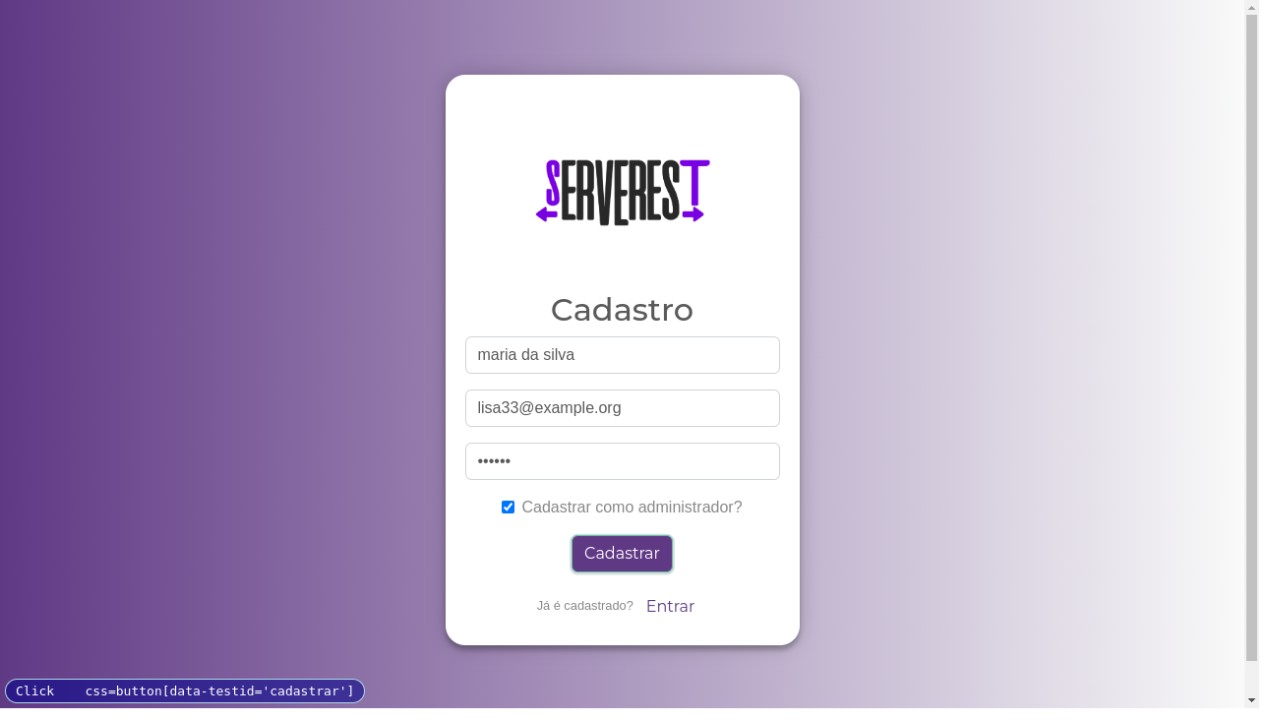 SERVEREST
Cadastro
maria da silva
lisa33@example.org
••••••
Cadastrar como administrador?
Cadastrar
Já é cadastrado? Entrar
Click css=button[data-testid='cadastrar']